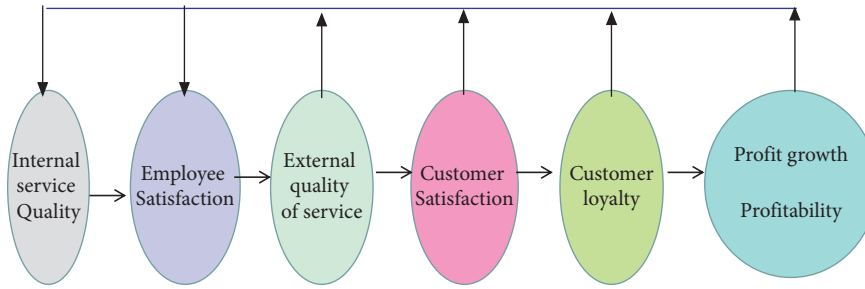 Internal
service
Quality
Employee
Satisfaction
External
quality
of service
Customer
Satisfaction
Customer
loyalty
Profit growth
Profitability